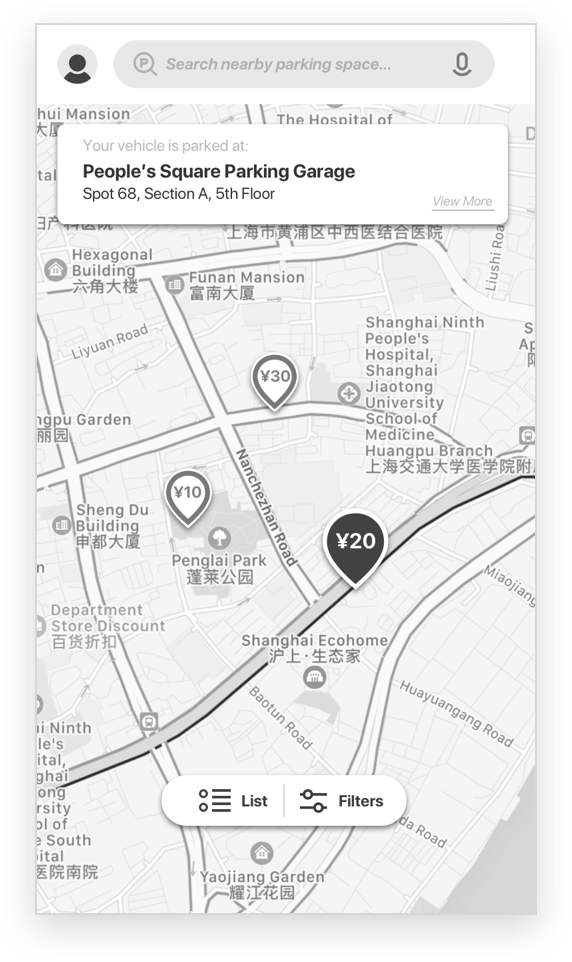 Search nearby parking space...
hui Mansion
大厦
The Hospital of
Your vehicle is parked at:
People's Square Parking Garage
Spot 68, Section A, 5th Floor
View More
上海市黄浦区中西医结合医院
Hexagonal
Building
六角大楼
Funan Mansion
富南大厦
Liushi Roa
Liyuan Road
Shanghai Ninth
People's
Hospital,
Shanghai
Jiaotong
University
School of
Medicine
Huangpu Branch
上海交通大学医学院附
¥30
ngpu Garden
丽园
Nanchezhan Road
¥10
Sheng Du
Building
申都大厦
¥20
Penglai Park
蓬莱公园
Miaojiang
Department
Store Discount
百货折扣
Shanghai Ecohome
沪上·生态家
Baotun Road
Huayuangang Road
ai Ninth
le's
ital,
ghai
ong
rsity
ol of
e South
ital
医院南院
List
Filters
da Road
Yaojiang Garden
耀江花园